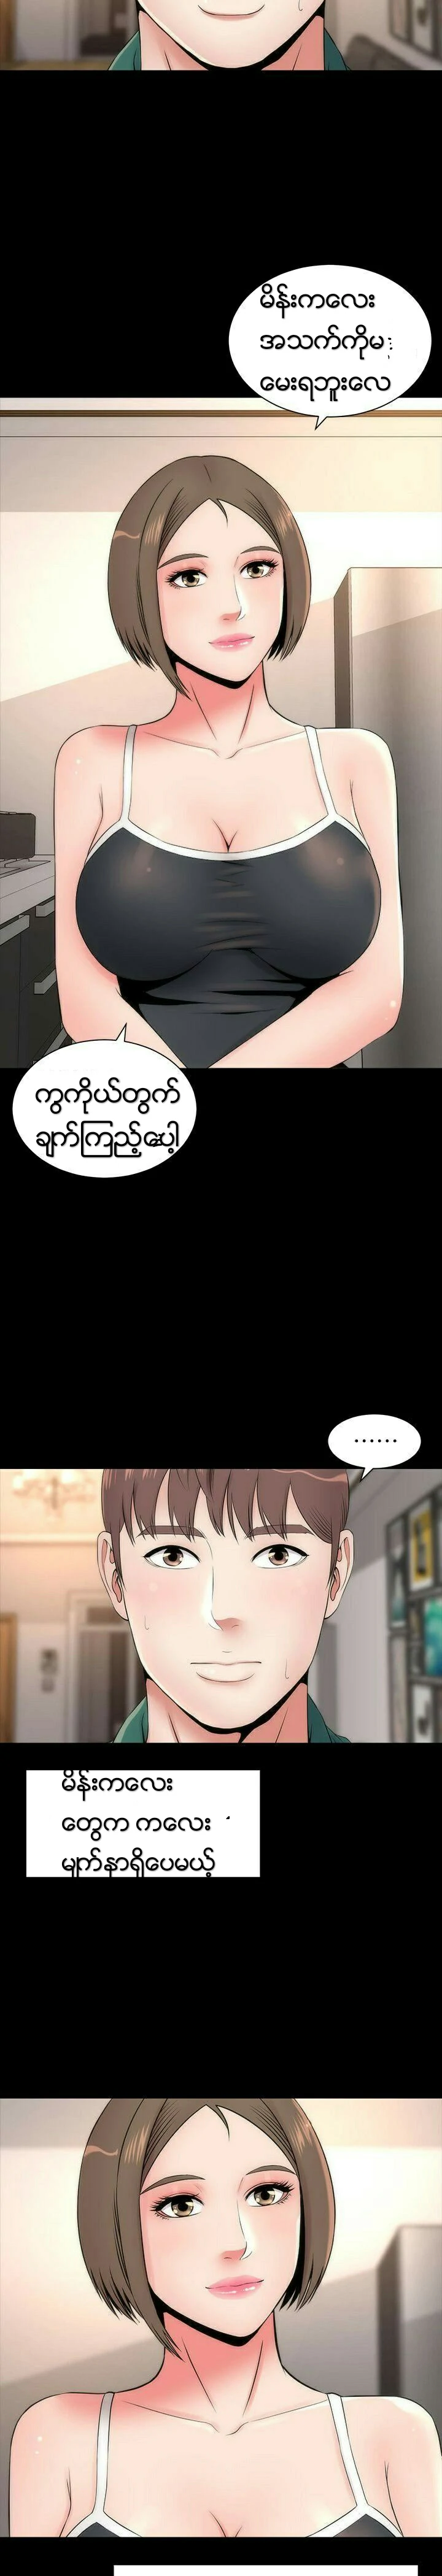 မိန်းကလေး
အသက်ကိုမ
မေးရဘူးလေ
ကွကိုယ်တွက်
ချက်ကြည့်ပေါ့
......
မိန်းကလေး
တွေက ကလေး
မျက်နာရှိပေမယ့်